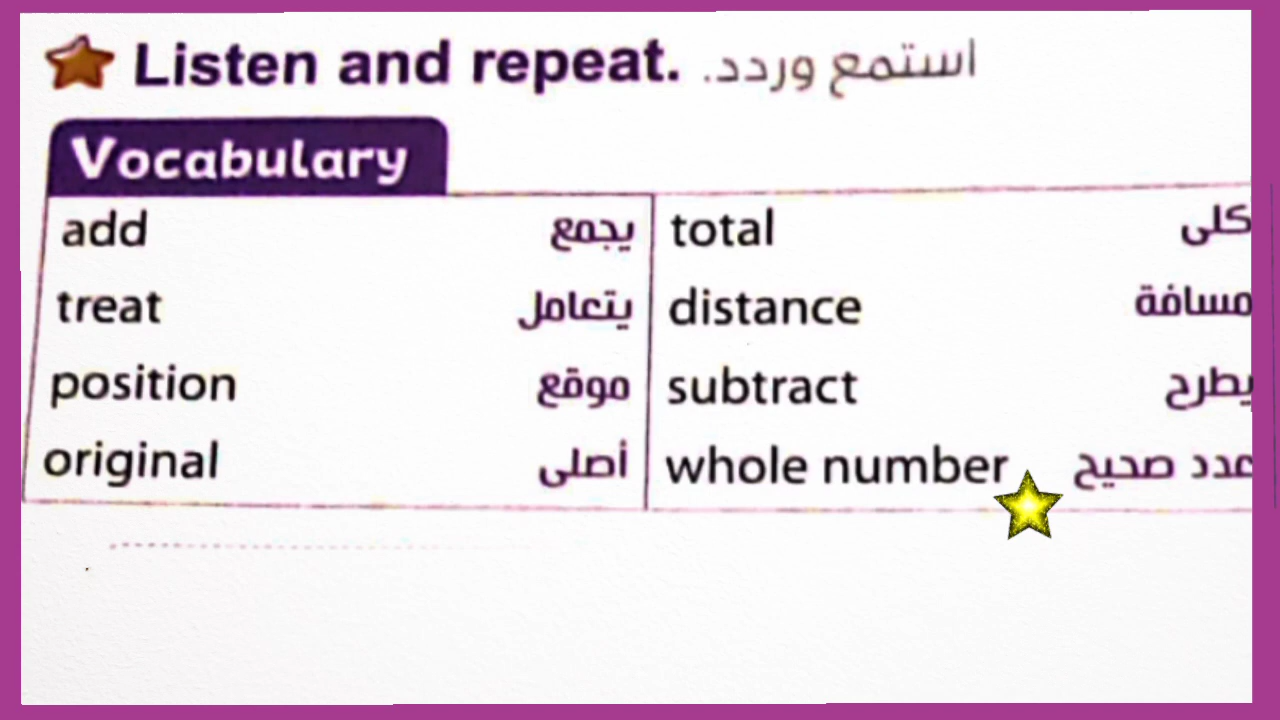 Listen and repeat. استمع وردد.
Vocabulary
add يجمع total كلى
treat يتعامل distance مسافة
position موقع subtract يطرح
original أصلى whole number عدد صحيح